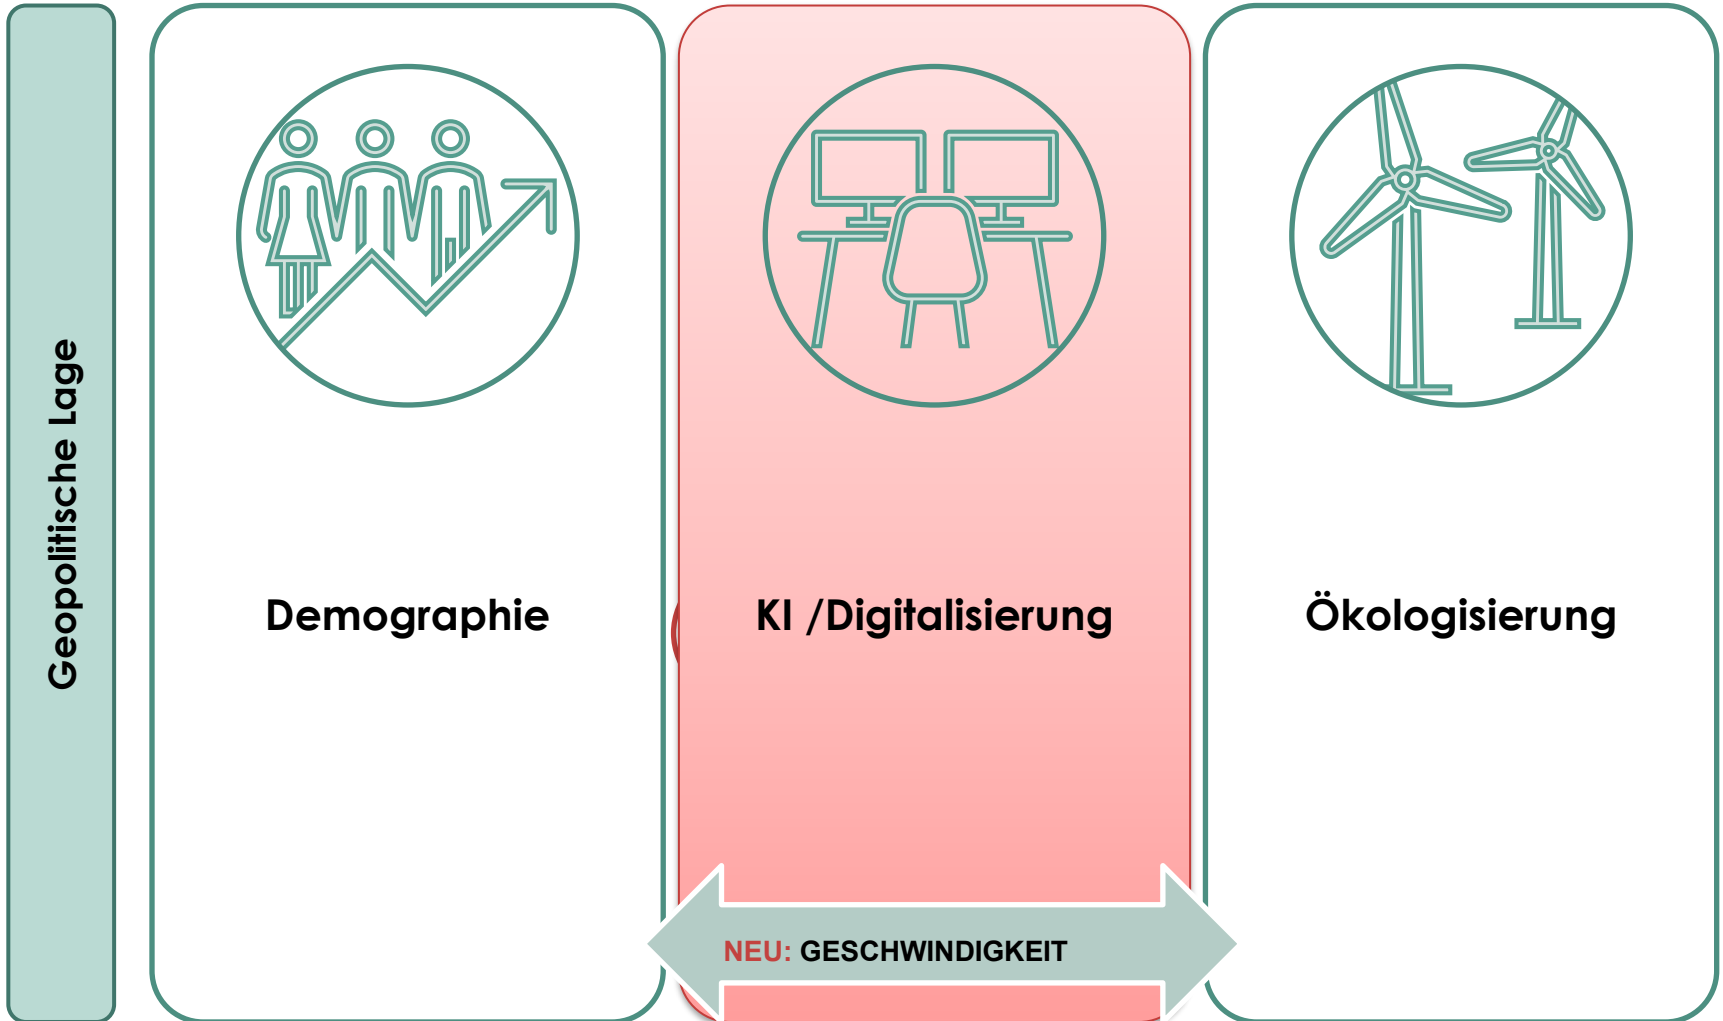 Geopolitische Lage
Demographie
KI /Digitalisierung
Ökologisierung
NEU: GESCHWINDIGKEIT